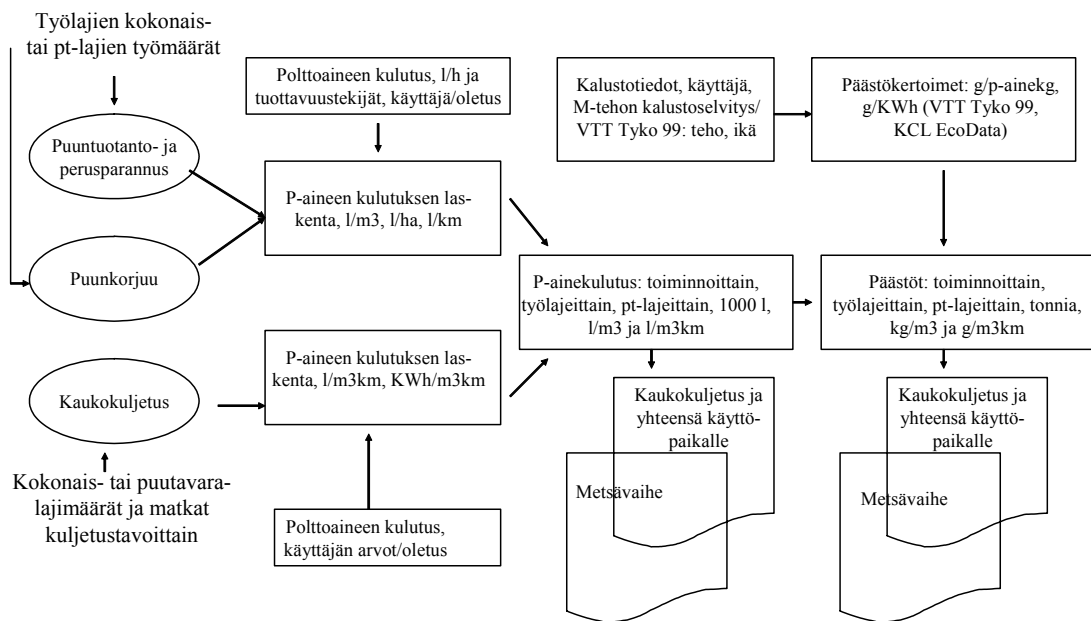 Työlajien kokonais-
tai pt-lajien työmäärät
Polttoaineen kulutus, l/h ja
tuottavuustekijät, käyttäjä/oletus
Kalustotiedot, käyttäjä,
M-tehon kalustoselvitys/
VTT Tyko 99: teho, ikä
Päästökertoimet: g/p-ainekg,
g/KWh (VTT Tyko 99,
KCL EcoData)
Puuntuotanto- ja
perusparannus
P-aineen kulutuksen las-
kenta, l/m3, l/ha, l/km
Puunkorjuu
P-ainekulutus: toiminnoittain,
työlajeittain, pt-lajeittain, 1000 l,
l/m3 ja l/m3km
Päästöt: toiminnoittain,
työlajeittain, pt-lajeittain, tonnia,
kg/m3 ja g/m3km
P-aineen kulutuksen las-
kenta, l/m3km, KWh/m3km
Kaukokuljetus
Kaukokuljetus ja
yhteensä käyttö-
paikalle
Kaukokuljetus ja
yhteensä käyttö-
paikalle
Kokonais- tai puutavara-
lajimäärät ja matkat
kuljetustavoittain
Metsävaihe
Metsävaihe
Polttoaineen kulutus,
käyttäjän arvot/oletus